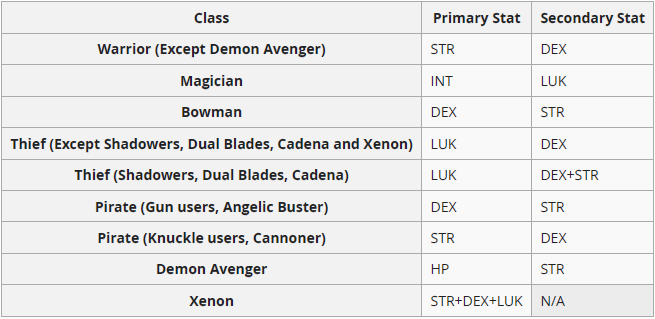 Class Primary Stat Secondary Stat
Warrior (Except Demon Avenger) STR DEX
Magician INT LUK
Bowman DEX STR
Thief (Except Shadowers, Dual Blades, Cadena and Xenon) LUK DEX
Thief (Shadowers, Dual Blades, Cadena) LUK DEX+STR
Pirate (Gun users, Angelic Buster) DEX STR
Pirate (Knuckle users, Cannoner) STR DEX
Demon Avenger HP STR
Xenon STR+DEX+LUK N/A